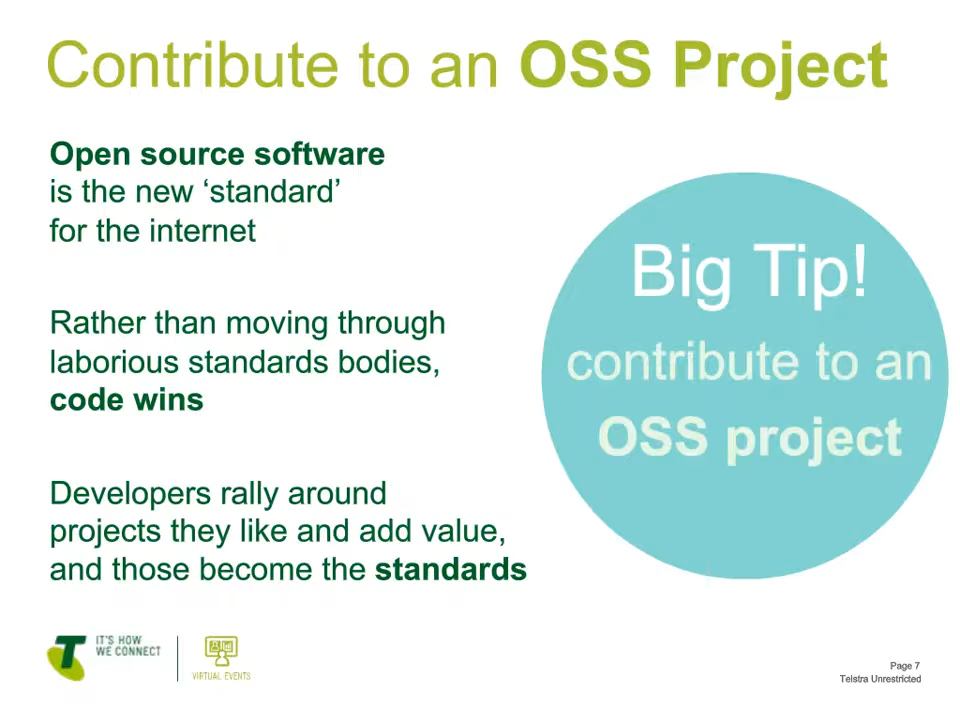 Contribute to an OSS Project
Open source software
is the new ‘standard’
for the internet
Rather than moving through
laborious standards bodies,
code wins
Developers rally around
projects they like and add value,
and those become the standards
Big Tip!
contribute to an
OSS project
T
IT'S HOW
WE CONNECT
VIRTUAL EVENTS
Page 7
Telstra Unrestricted